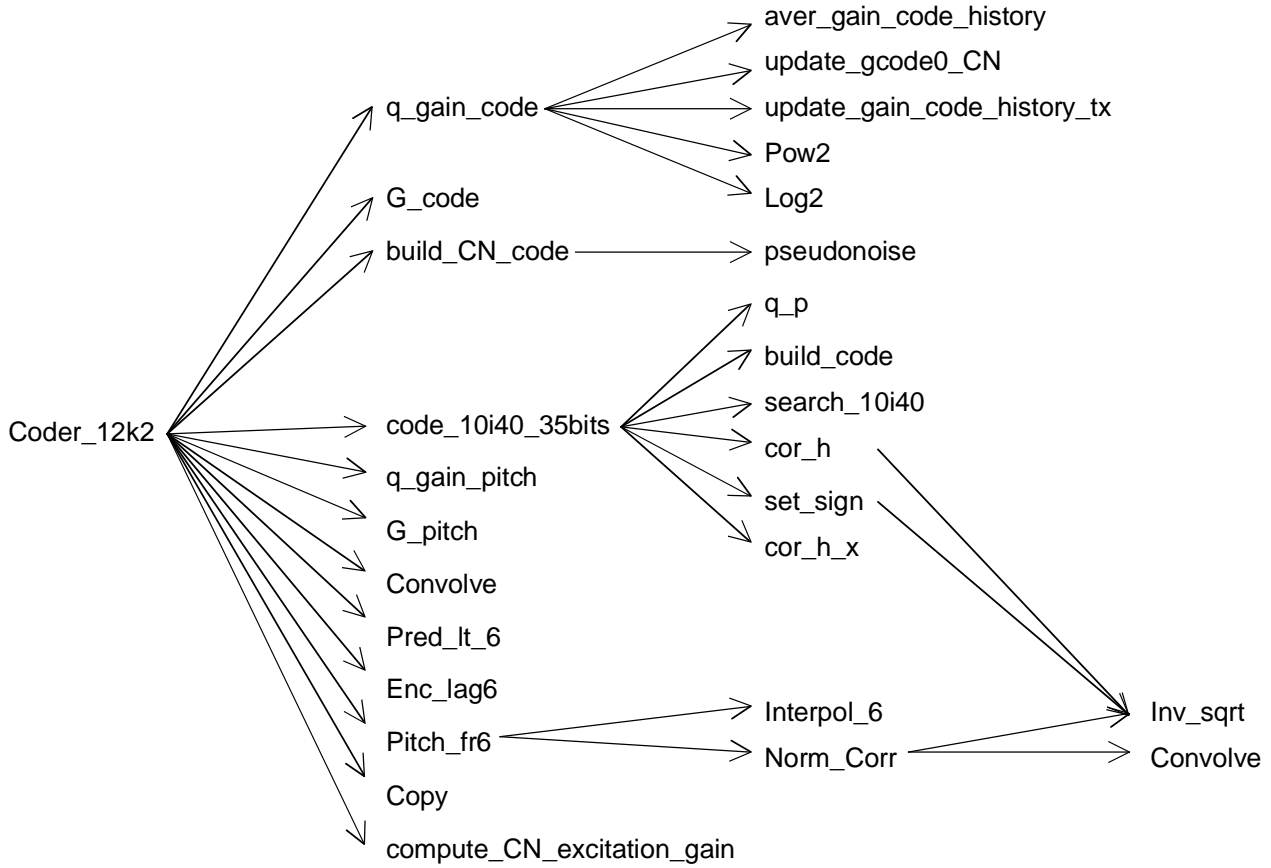 aver_gain_code_history
update_gcode0_CN
q_gain_code
update_gain_code_history_tx
Pow2
G_code
Log2
build_CN_code
pseudonoise
q_p
build_code
search_10i40
Coder_12k2
code_10i40_35bits
cor_h
q_gain_pitch
set_sign
G_pitch
cor_h_x
Convolve
Pred_lt_6
Enc_lag6
Interpol_6
Inv_sqrt
Pitch_fr6
Norm_Corr
Convolve
Copy
compute_CN_excitation_gain